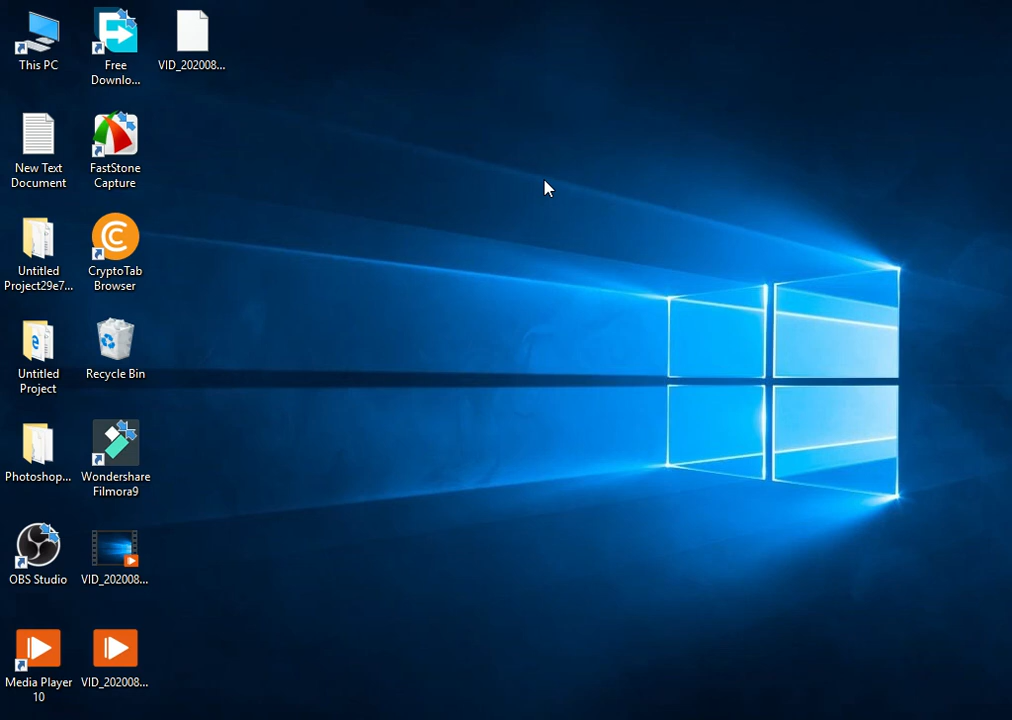 This PC
Free
Downlo...
VID_202008...
New Text
Document
FastStone
Capture
Untitled
Project29e7...
CryptoTab
Browser
Untitled
Project
Recycle Bin
Photoshop...
Wondershare
Filmora9
OBS Studio
VID_202008...
Media Player
10
VID_202008...